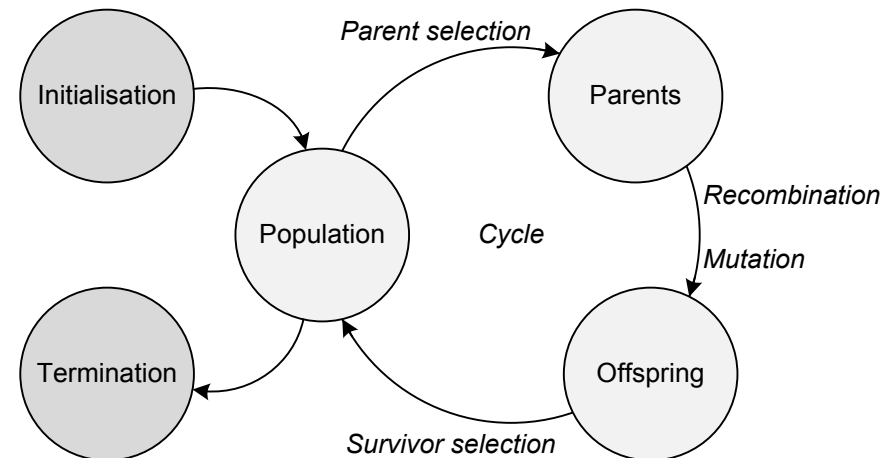 Parent selection
Initialisation
Parents
Recombination
Population
Cycle
Mutation
Termination
Offspring
Survivor selection